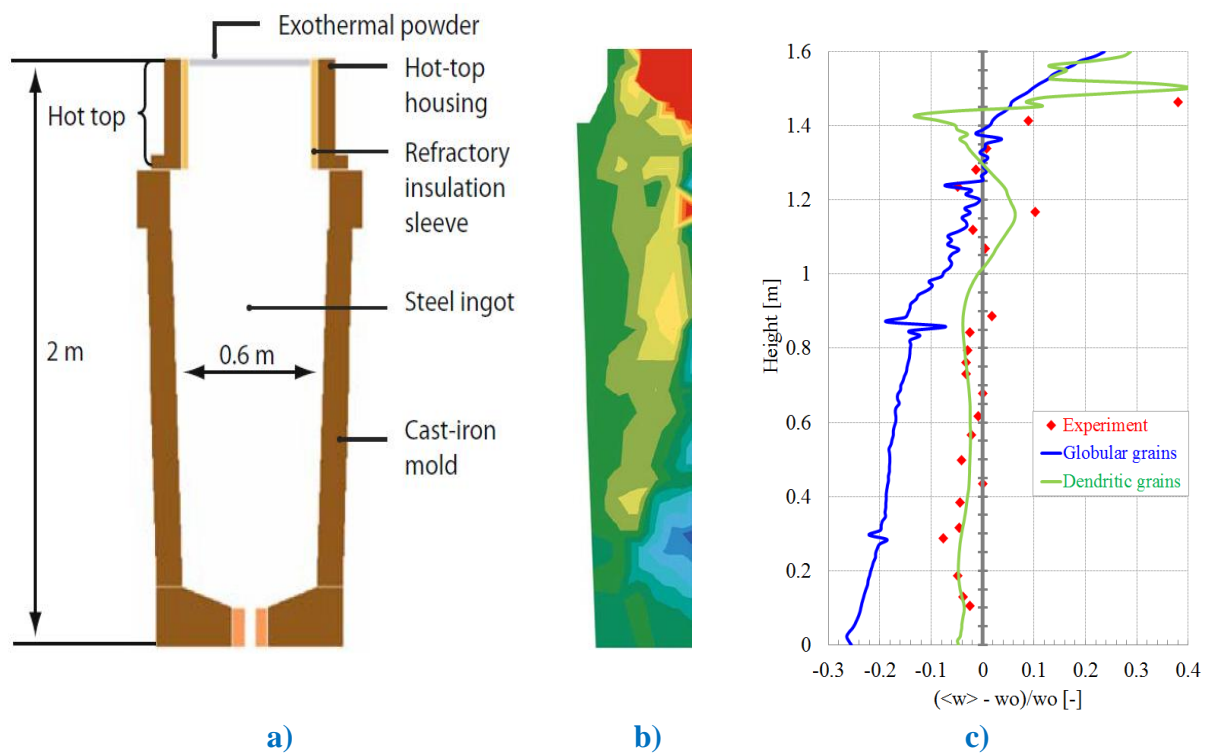 Exothermal powder
Hot-top
housing
Hot top
Refractory
insulation
sleeve
Steel ingot
2 m
0.6 m
Cast-iron
mold
a)
b)
1.6
1.4
1.2
1
0.8
0.6
0.4
0.2
0
Height [m]
Experiment
Globular grains
Dendritic grains
-0.3 -0.2 -0.1 0 0.1 0.2 0.3 0.4
(<w> - wo)/wo [-]
c)